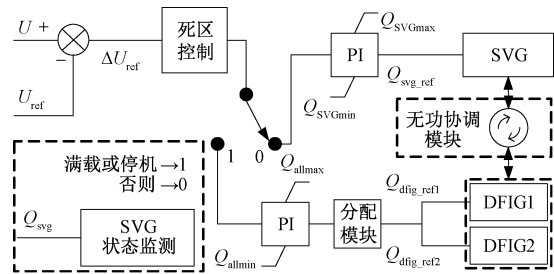 U +
−
U_ref
ΔU_ref
死区
控制
Q_SVGmax
PI
Q_SVGmin
Q_svg_ref
SVG
无功协调
模块
1
0
满载或停机→1
否则→0
Q_svg
SVG
状态监测
Q_allmax
PI
Q_allmin
分配
模块
Q_dfig_ref1
Q_dfig_ref2
DFIG1
DFIG2